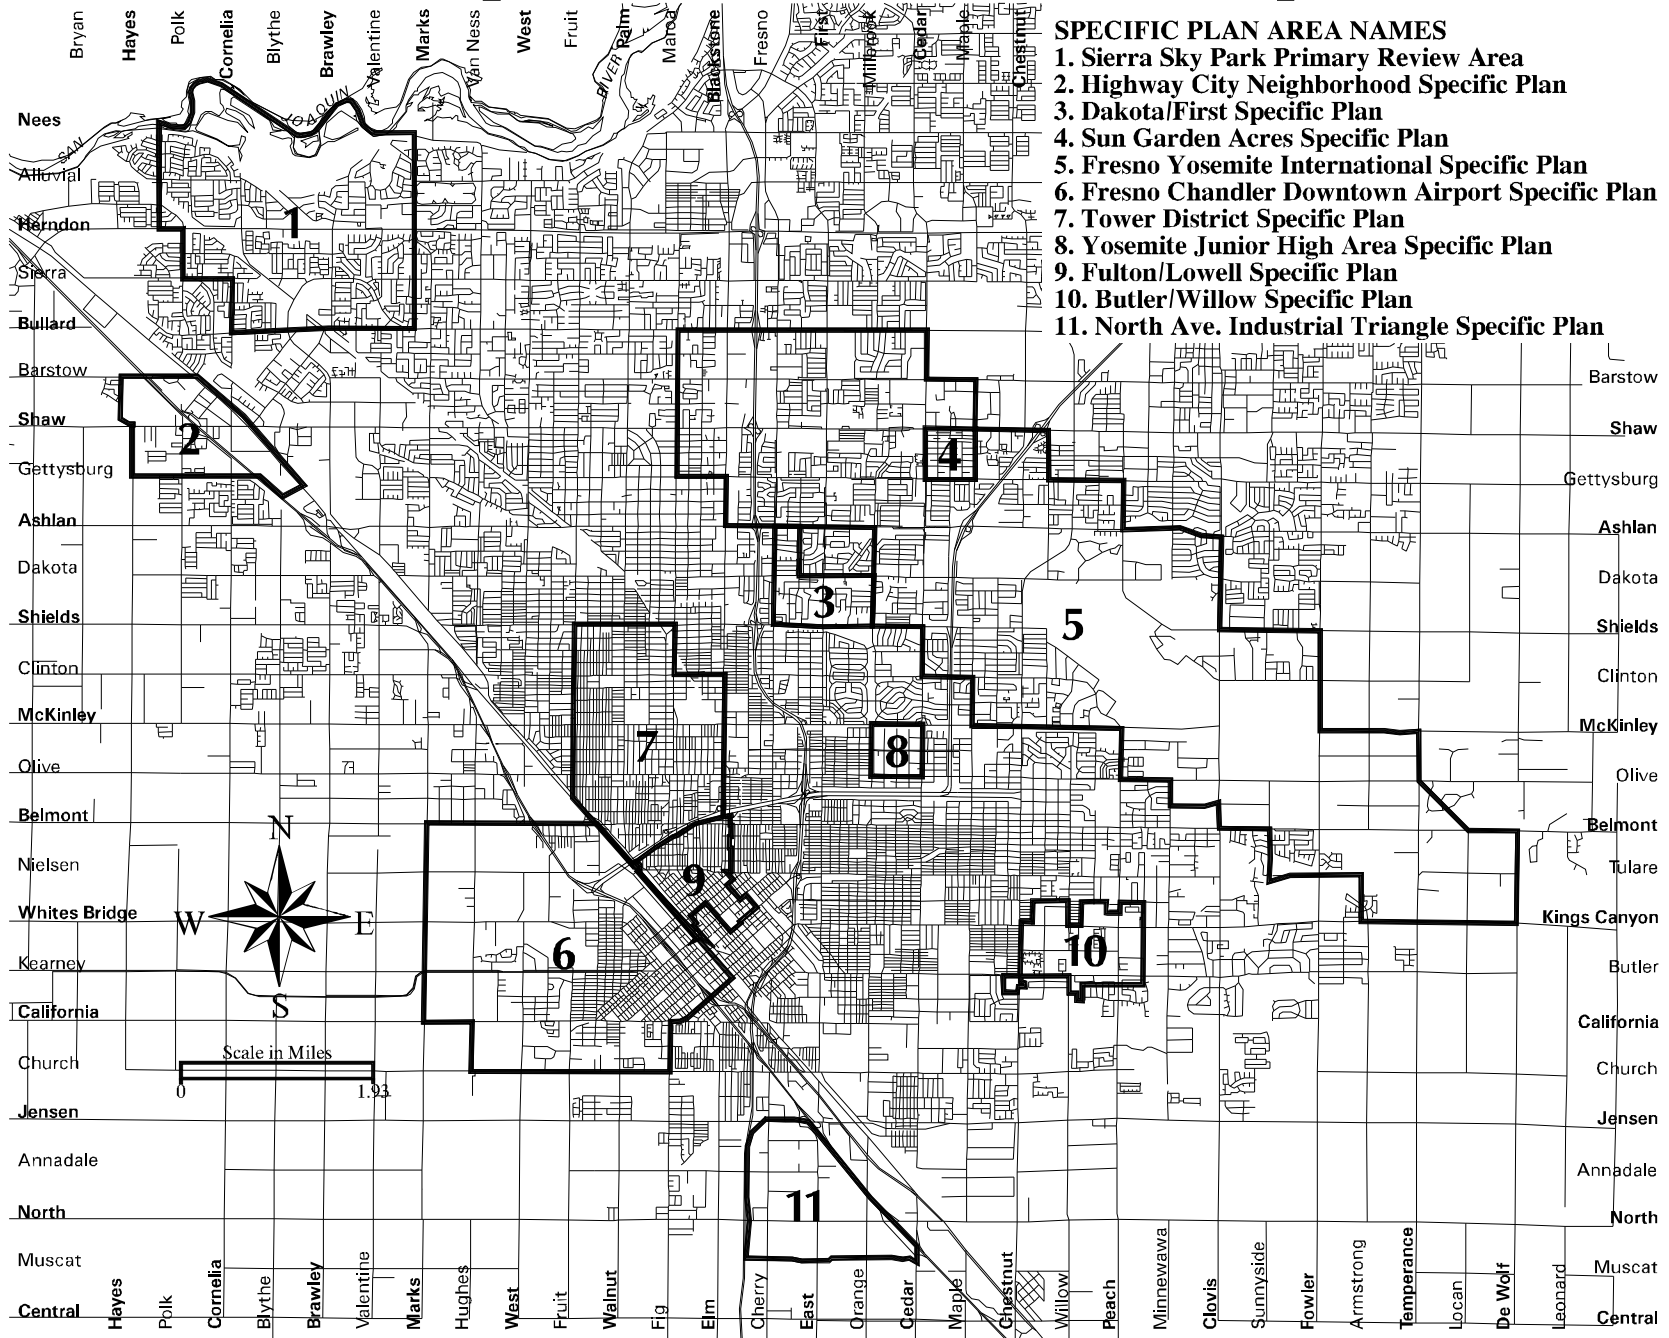 Bryan
Hayes
Polk
Cornelia
Blythe
Brawley
Valentine
Marks
Van Ness
West
Fruit
Palm
Maroa
Blackstone
Fresno
First
Millbrook
Cedar
Maple
Chestnut
SPECIFIC PLAN AREA NAMES
1. Sierra Sky Park Primary Review Area
2. Highway City Neighborhood Specific Plan
3. Dakota/First Specific Plan
4. Sun Garden Acres Specific Plan
5. Fresno Yosemite International Specific Plan
6. Fresno Chandler Downtown Airport Specific Plan
7. Tower District Specific Plan
8. Yosemite Junior High Area Specific Plan
9. Fulton/Lowell Specific Plan
10. Butler/Willow Specific Plan
11. North Ave. Industrial Triangle Specific Plan
SAN
JOAQUIN
RIVER
Nees
Alluvial
Herndon
Sierra
Bullard
Barstow
Shaw
Gettysburg
Ashlan
Dakota
Shields
Clinton
McKinley
Olive
Belmont
Nielsen
Whites Bridge
Kearney
California
Church
Jensen
Annadale
North
Muscat
Central
1
2
3
4
5
6
7
8
9
10
11
N
W
E
S
Scale in Miles
0
1.93
Barstow
Shaw
Gettysburg
Ashlan
Dakota
Shields
Clinton
McKinley
Olive
Belmont
Tulare
Kings Canyon
Butler
California
Church
Jensen
Annadale
North
Muscat
Central
Hayes
Polk
Cornelia
Blythe
Brawley
Valentine
Marks
Hughes
West
Fruit
Walnut
Fig
Elm
Cherry
East
Orange
Cedar
Maple
Chestnut
Willow
Peach
Minnewawa
Clovis
Sunnyside
Fowler
Armstrong
Temperance
Locan
De Wolf
Leonard